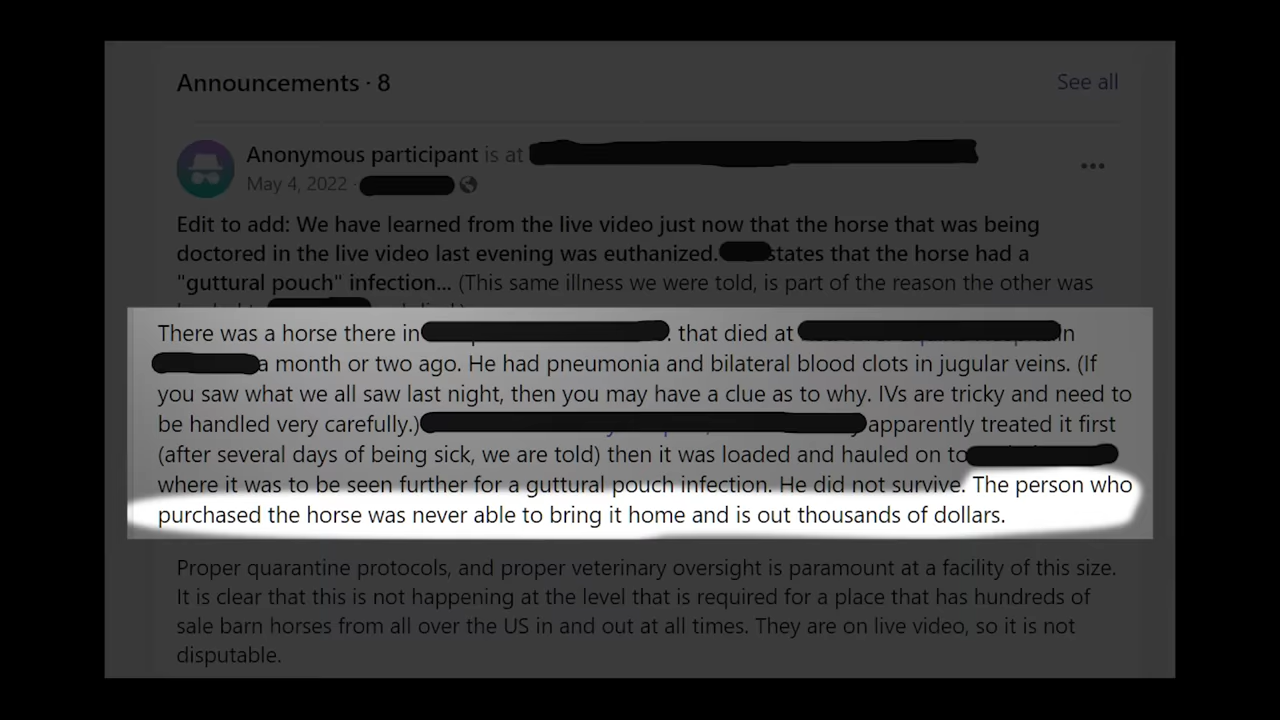 Announcements · 8
See all
Anonymous participant is at
May 4, 2022 ·
Edit to add: We have learned from the live video just now that the horse that was being
doctored in the live video last evening was euthanized. states that the horse had a
"guttural pouch" infection... (This same illness we were told, is part of the reason the other was
There was a horse there in . that died at In
a month or two ago. He had pneumonia and bilateral blood clots in jugular veins. (If
you saw what we all saw last night, then you may have a clue as to why. IVs are tricky and need to
be handled very carefully.) apparently treated it first
(after several days of being sick, we are told) then it was loaded and hauled on to
where it was to be seen further for a guttural pouch infection. He did not survive. The person who
purchased the horse was never able to bring it home and is out thousands of dollars.
Proper quarantine protocols, and proper veterinary oversight is paramount at a facility of this size.
It is clear that this is not happening at the level that is required for a place that has hundreds of
sale barn horses from all over the US in and out at all times. They are on live video, so it is not
disputable.